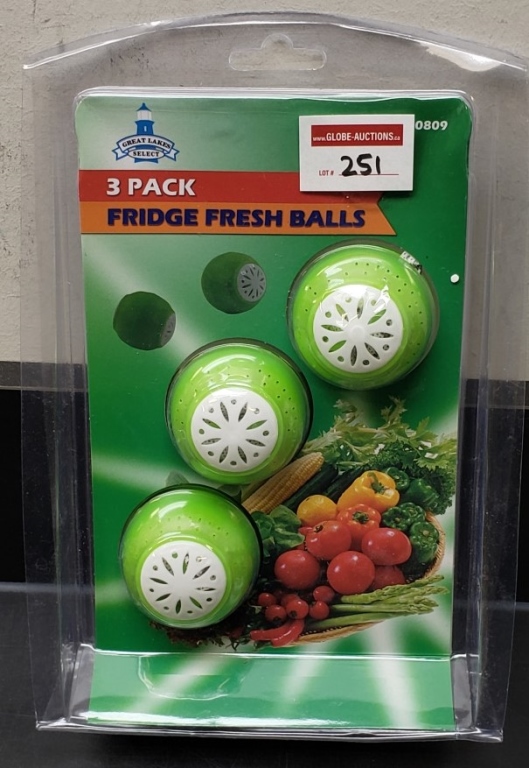 GREAT LAKES
SELECT
www.GLOBE-AUCTIONS.ca
LOT # 251
0809
3 PACK
FRIDGE FRESH BALLS